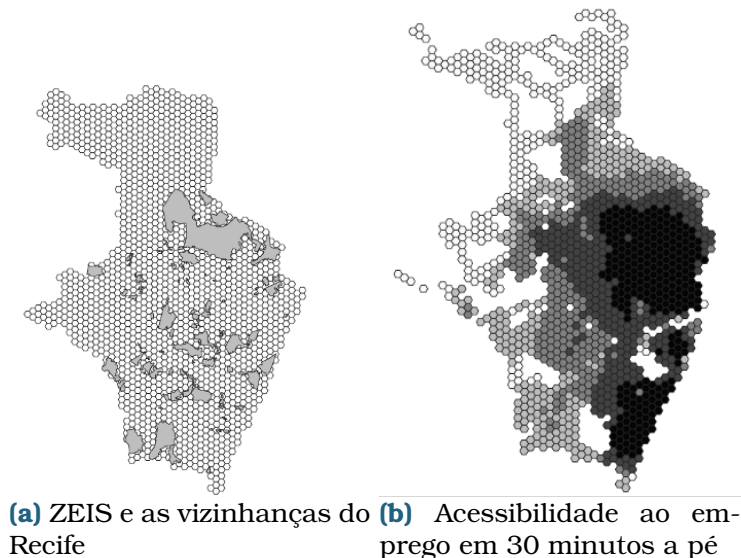 (a) ZEIS e as vizinhanças do
Recife
(b) Acessibilidade ao em-
prego em 30 minutos a pé